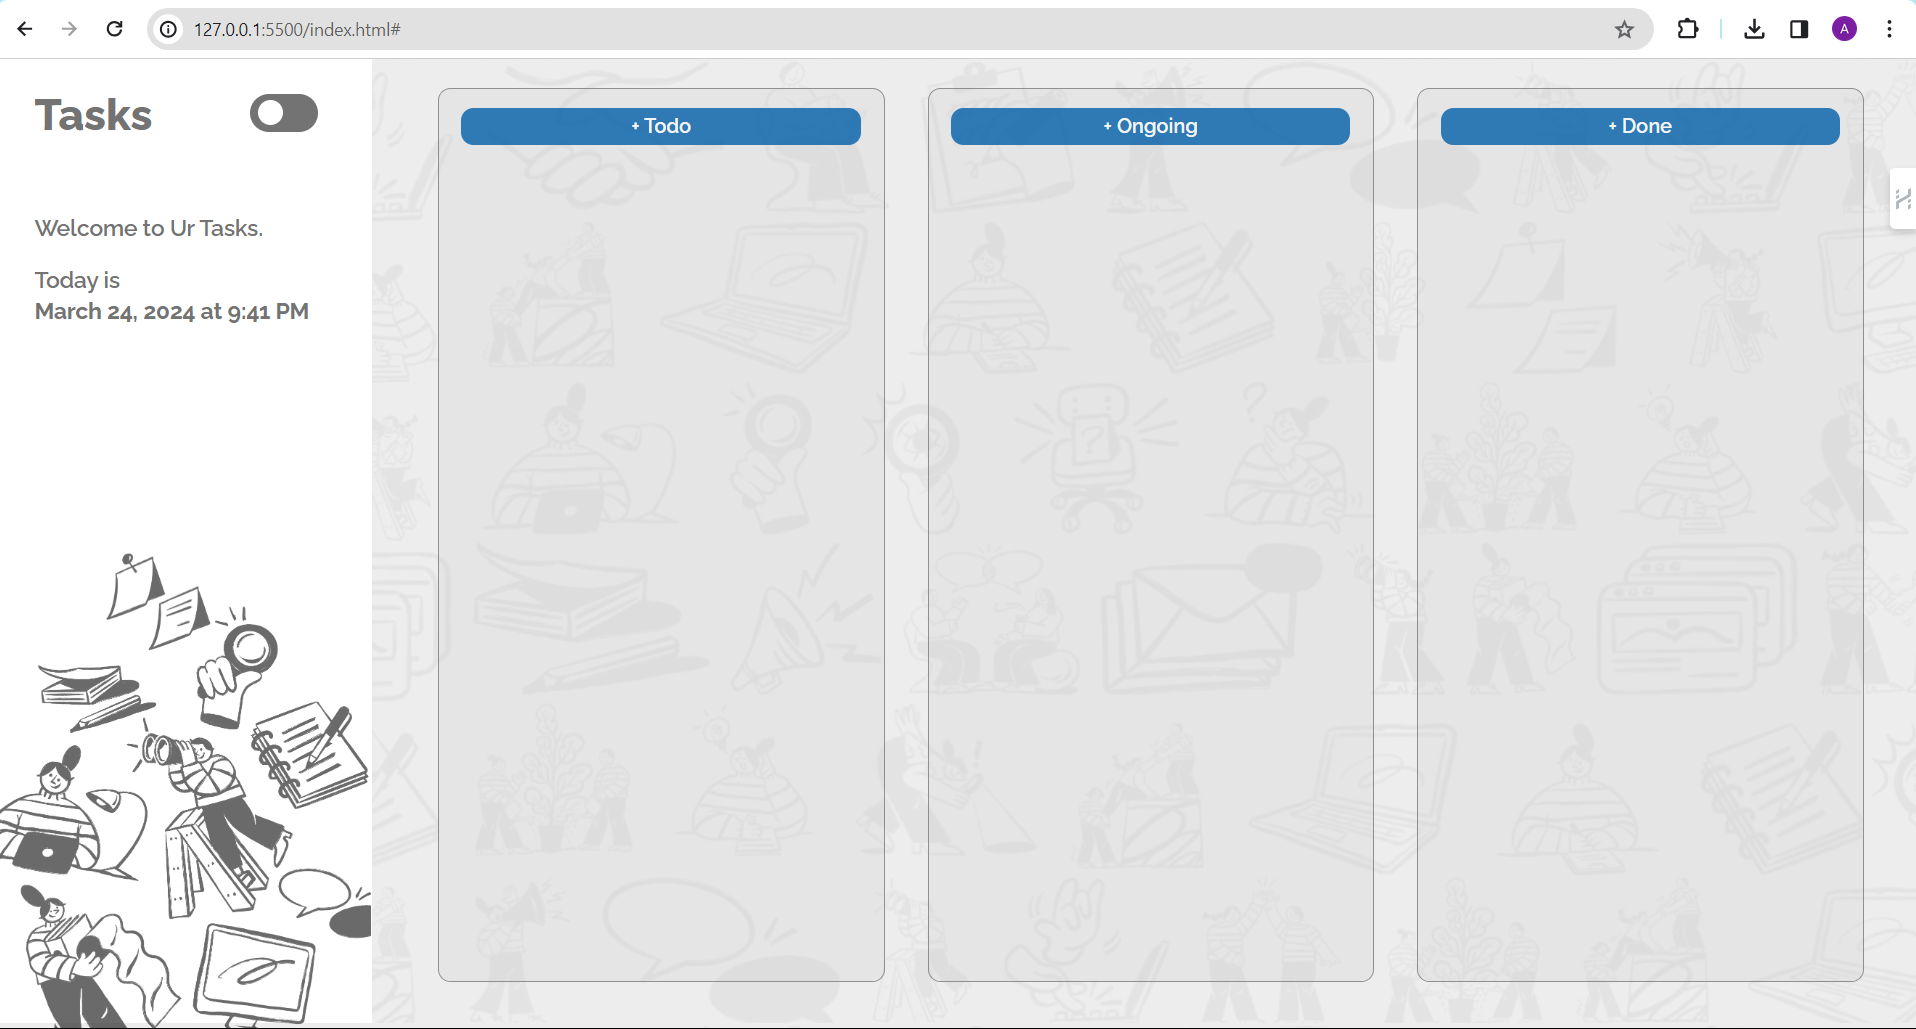 127.0.0.1:5500/index.html#
A
Tasks
Welcome to Ur Tasks.
Today is
March 24, 2024 at 9:41 PM
+ Todo
+ Ongoing
+ Done